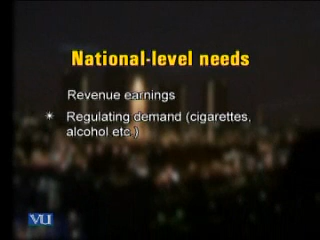 National-level needs
Revenue earnings
* Regulating demand (cigarettes,
alcohol etc.)
VU